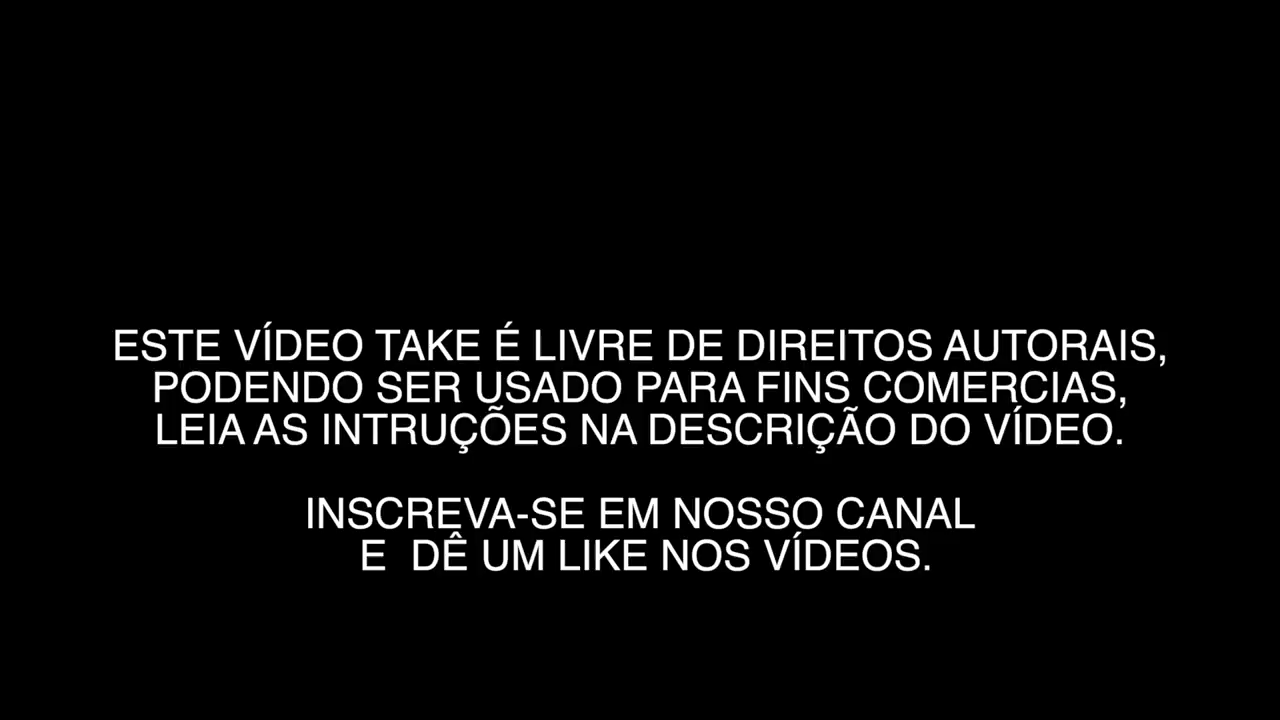 ESTE VÍDEO TAKE É LIVRE DE DIREITOS AUTORAIS,
PODENDO SER USADO PARA FINS COMERCIAS,
LEIA AS INTRUÇÕES NA DESCRIÇÃO DO VÍDEO.
INSCREVA-SE EM NOSSO CANAL
E  DÊ UM LIKE NOS VÍDEOS.